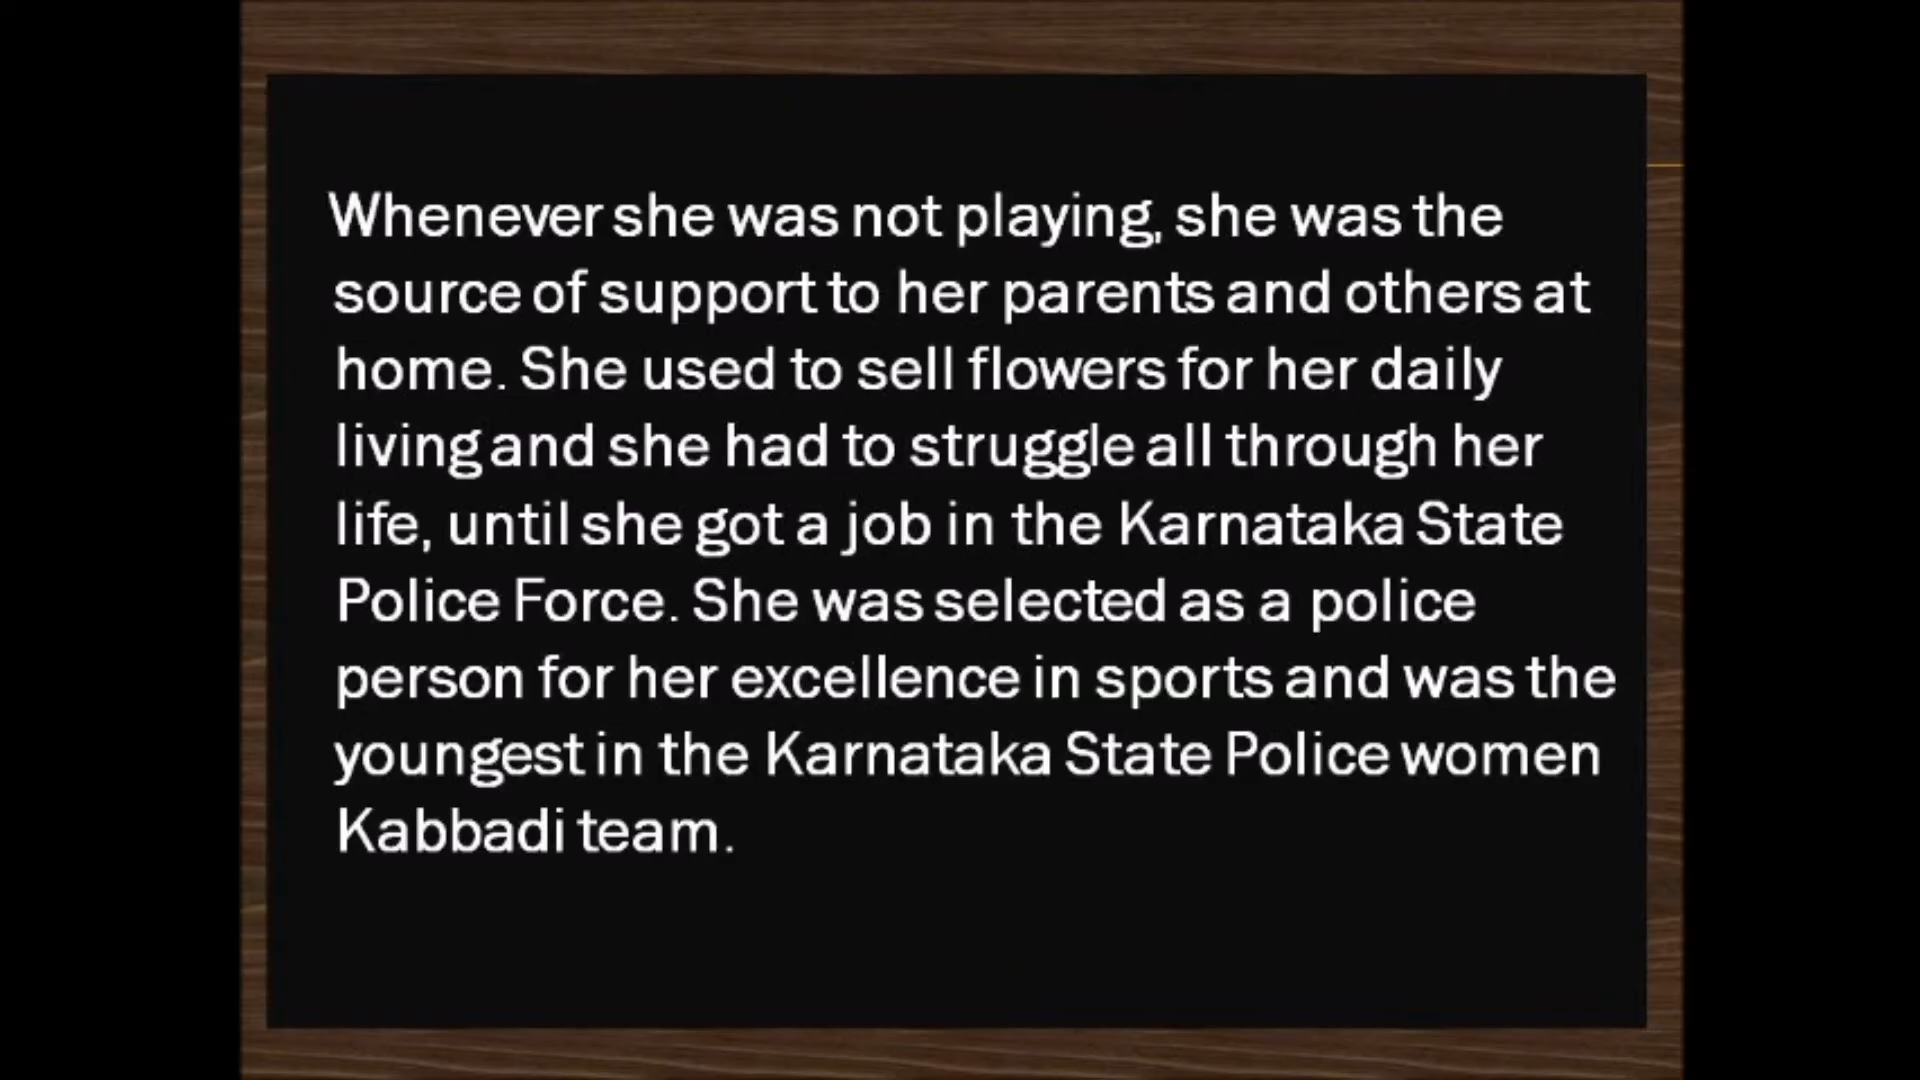 Whenever she was not playing, she was the
source of support to her parents and others at
home. She used to sell flowers for her daily
living and she had to struggle all through her
life, until she got a job in the Karnataka State
Police Force. She was selected as a police
person for her excellence in sports and was the
youngest in the Karnataka State Police women
Kabbadi team.